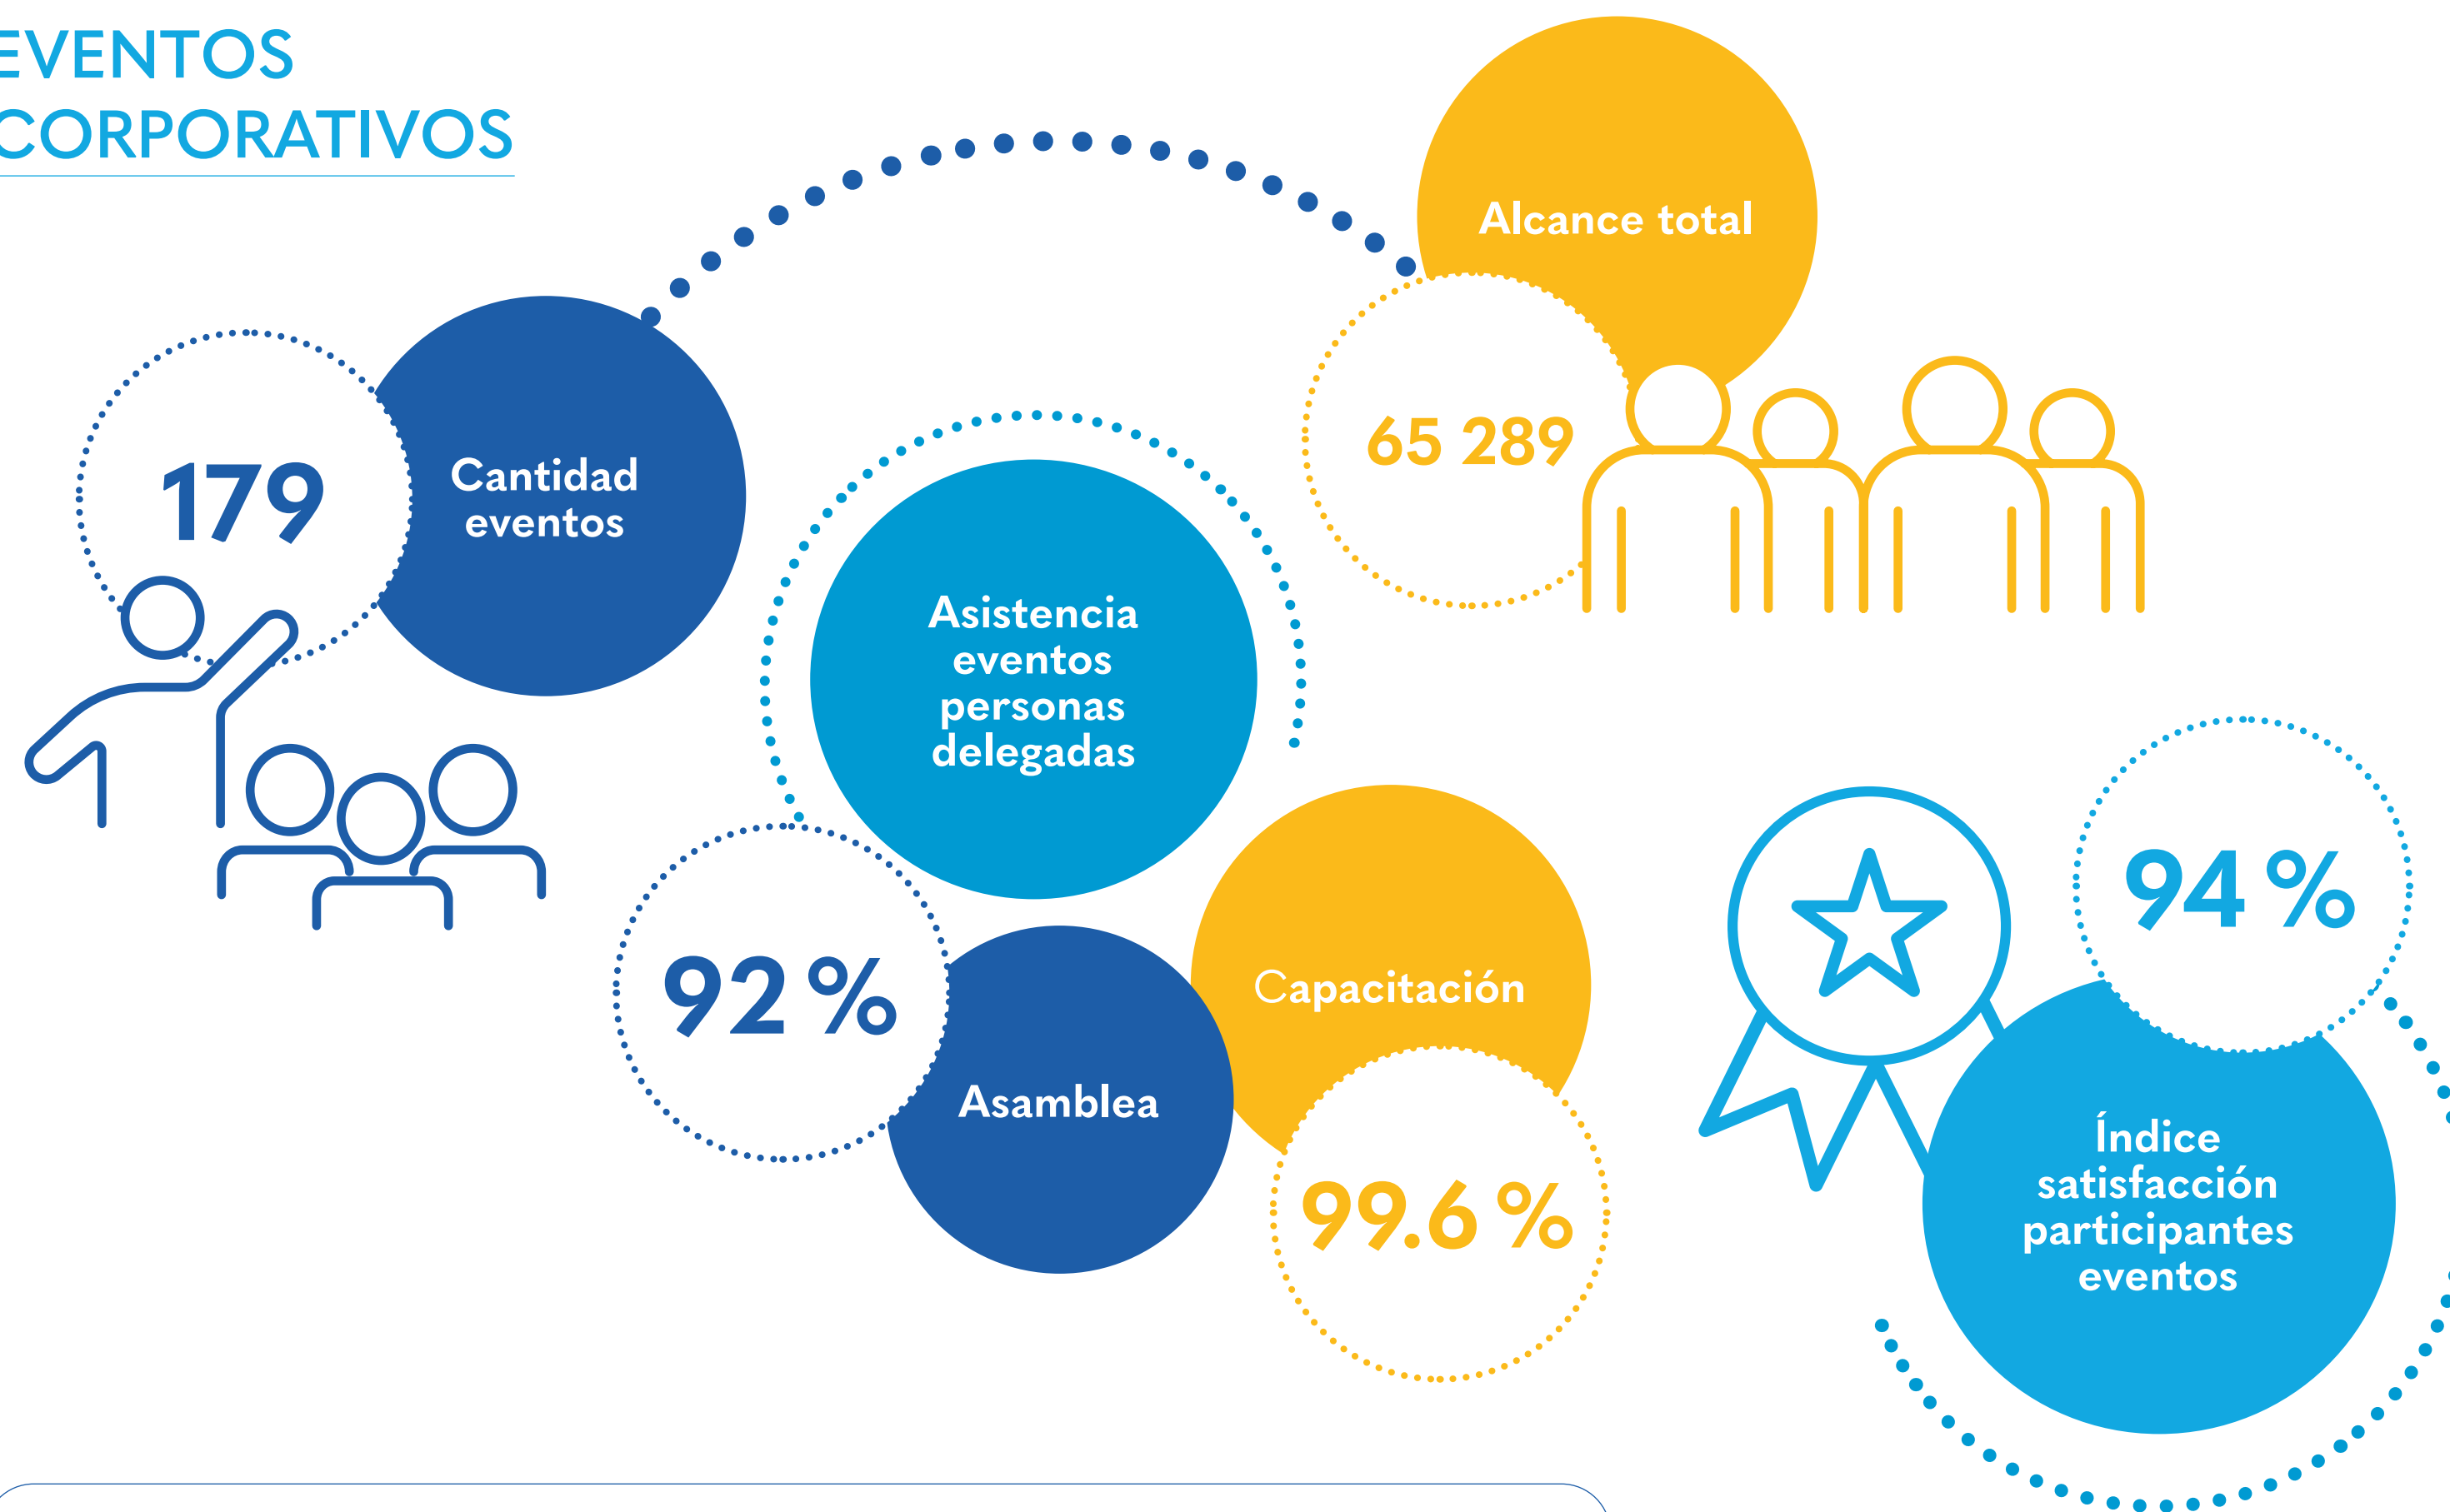 EVENTOS
CORPORATIVOS
Alcance total
65 289
179
Cantidad
eventos
Asistencia
eventos
personas
delegadas
92 %
Asamblea
Capacitación
99.6 %
94 %
Índice
satisfacción
participantes
eventos